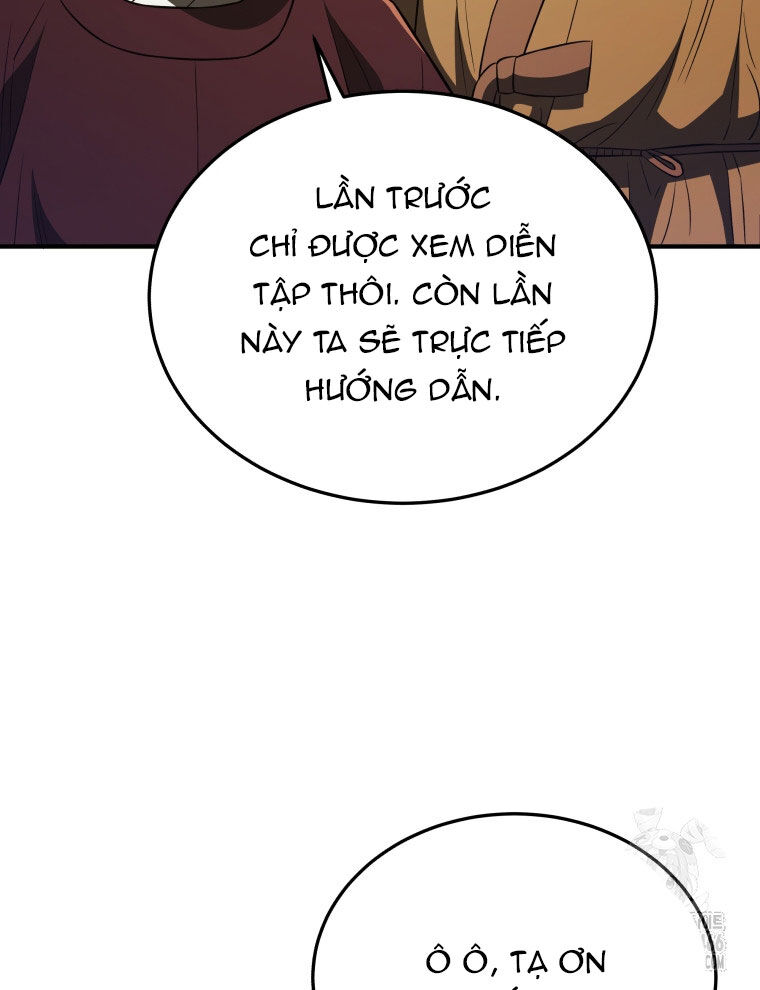 LẦN TRƯỚC
CHỈ ĐƯỢC XEM DIỄN
TẬP THÔI. CÒN LẦN
NÀY TA SẼ TRỰC TIẾP
HƯỚNG DẪN.
Ô Ô, TẠ ƠN